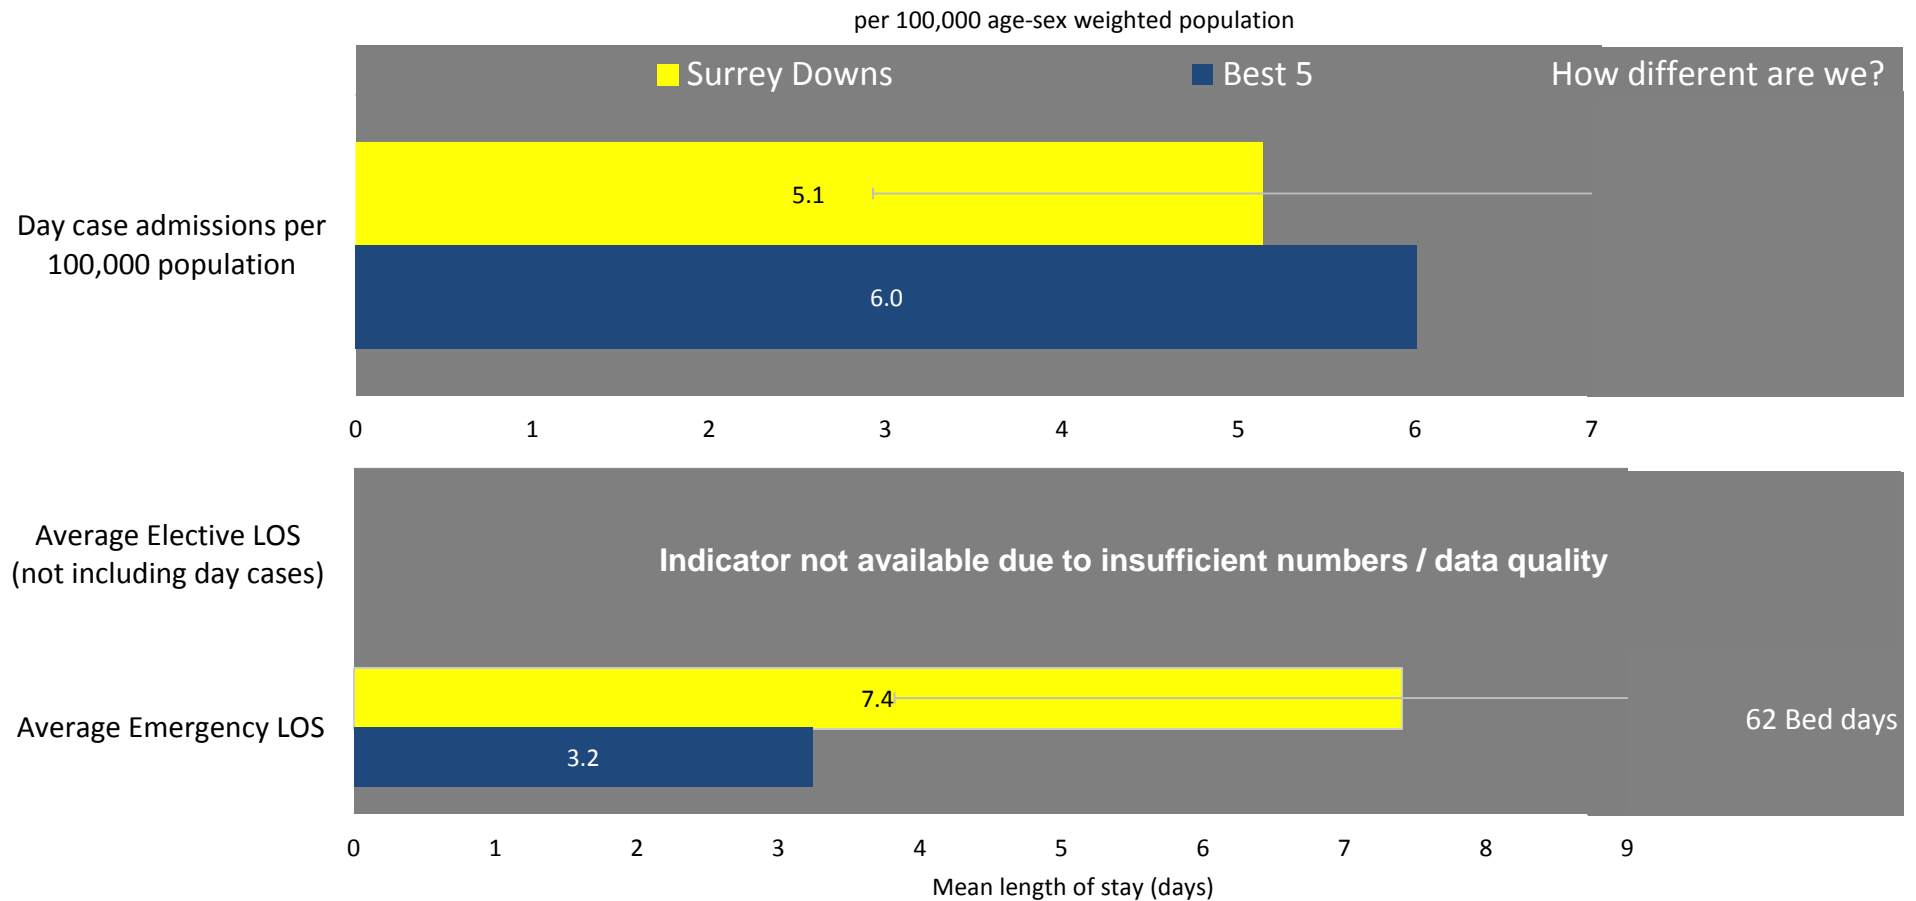 per 100,000 age-sex weighted population
Surrey Downs
Best 5
How different are we?
Day case admissions per
100,000 population
5.1
6.0
0 1 2 3 4 5 6 7
Average Elective LOS
(not including day cases)
Indicator not available due to insufficient numbers / data quality
Average Emergency LOS
7.4
3.2
62 Bed days
0 1 2 3 4 5 6 7 8 9
Mean length of stay (days)